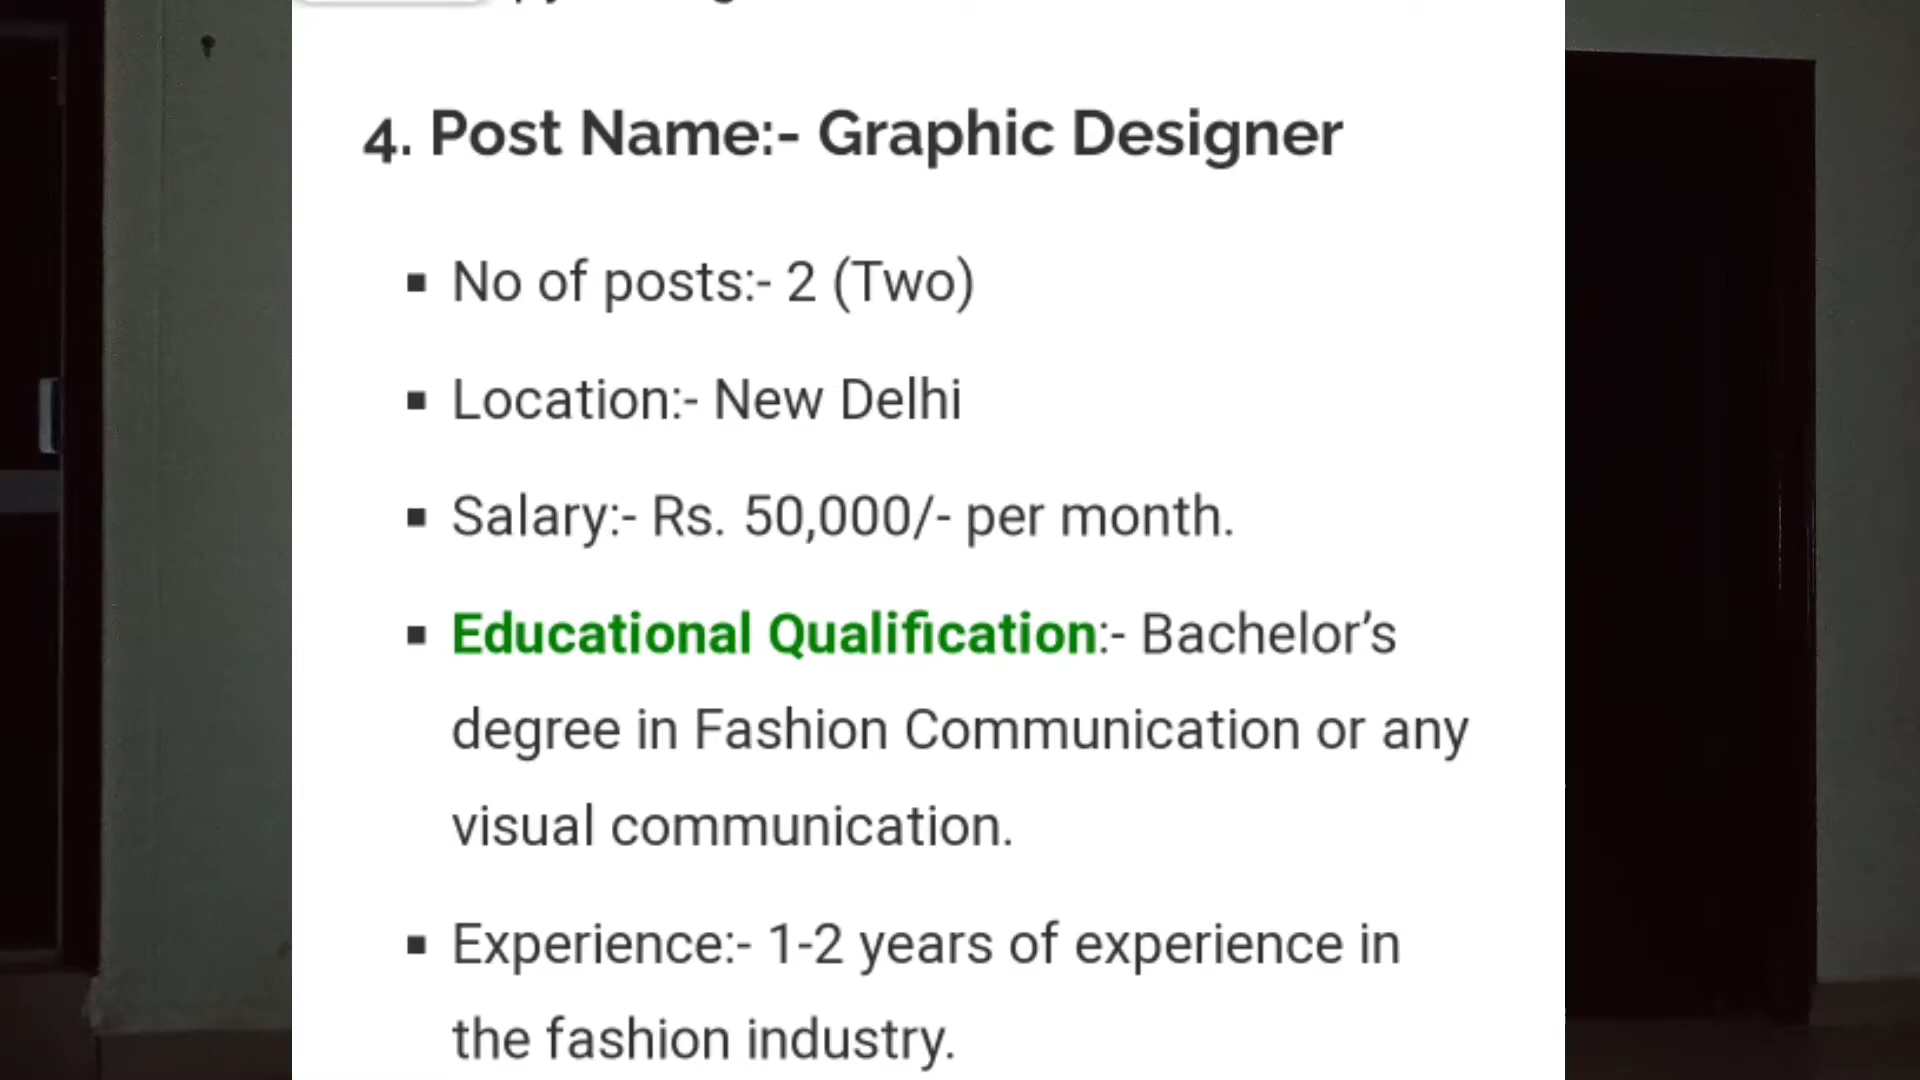 4. Post Name:- Graphic Designer
▪ No of posts:- 2 (Two)
▪ Location:- New Delhi
▪ Salary:- Rs. 50,000/- per month.
▪ Educational Qualification:- Bachelor’s
degree in Fashion Communication or any
visual communication.
▪ Experience:- 1-2 years of experience in
the fashion industry.